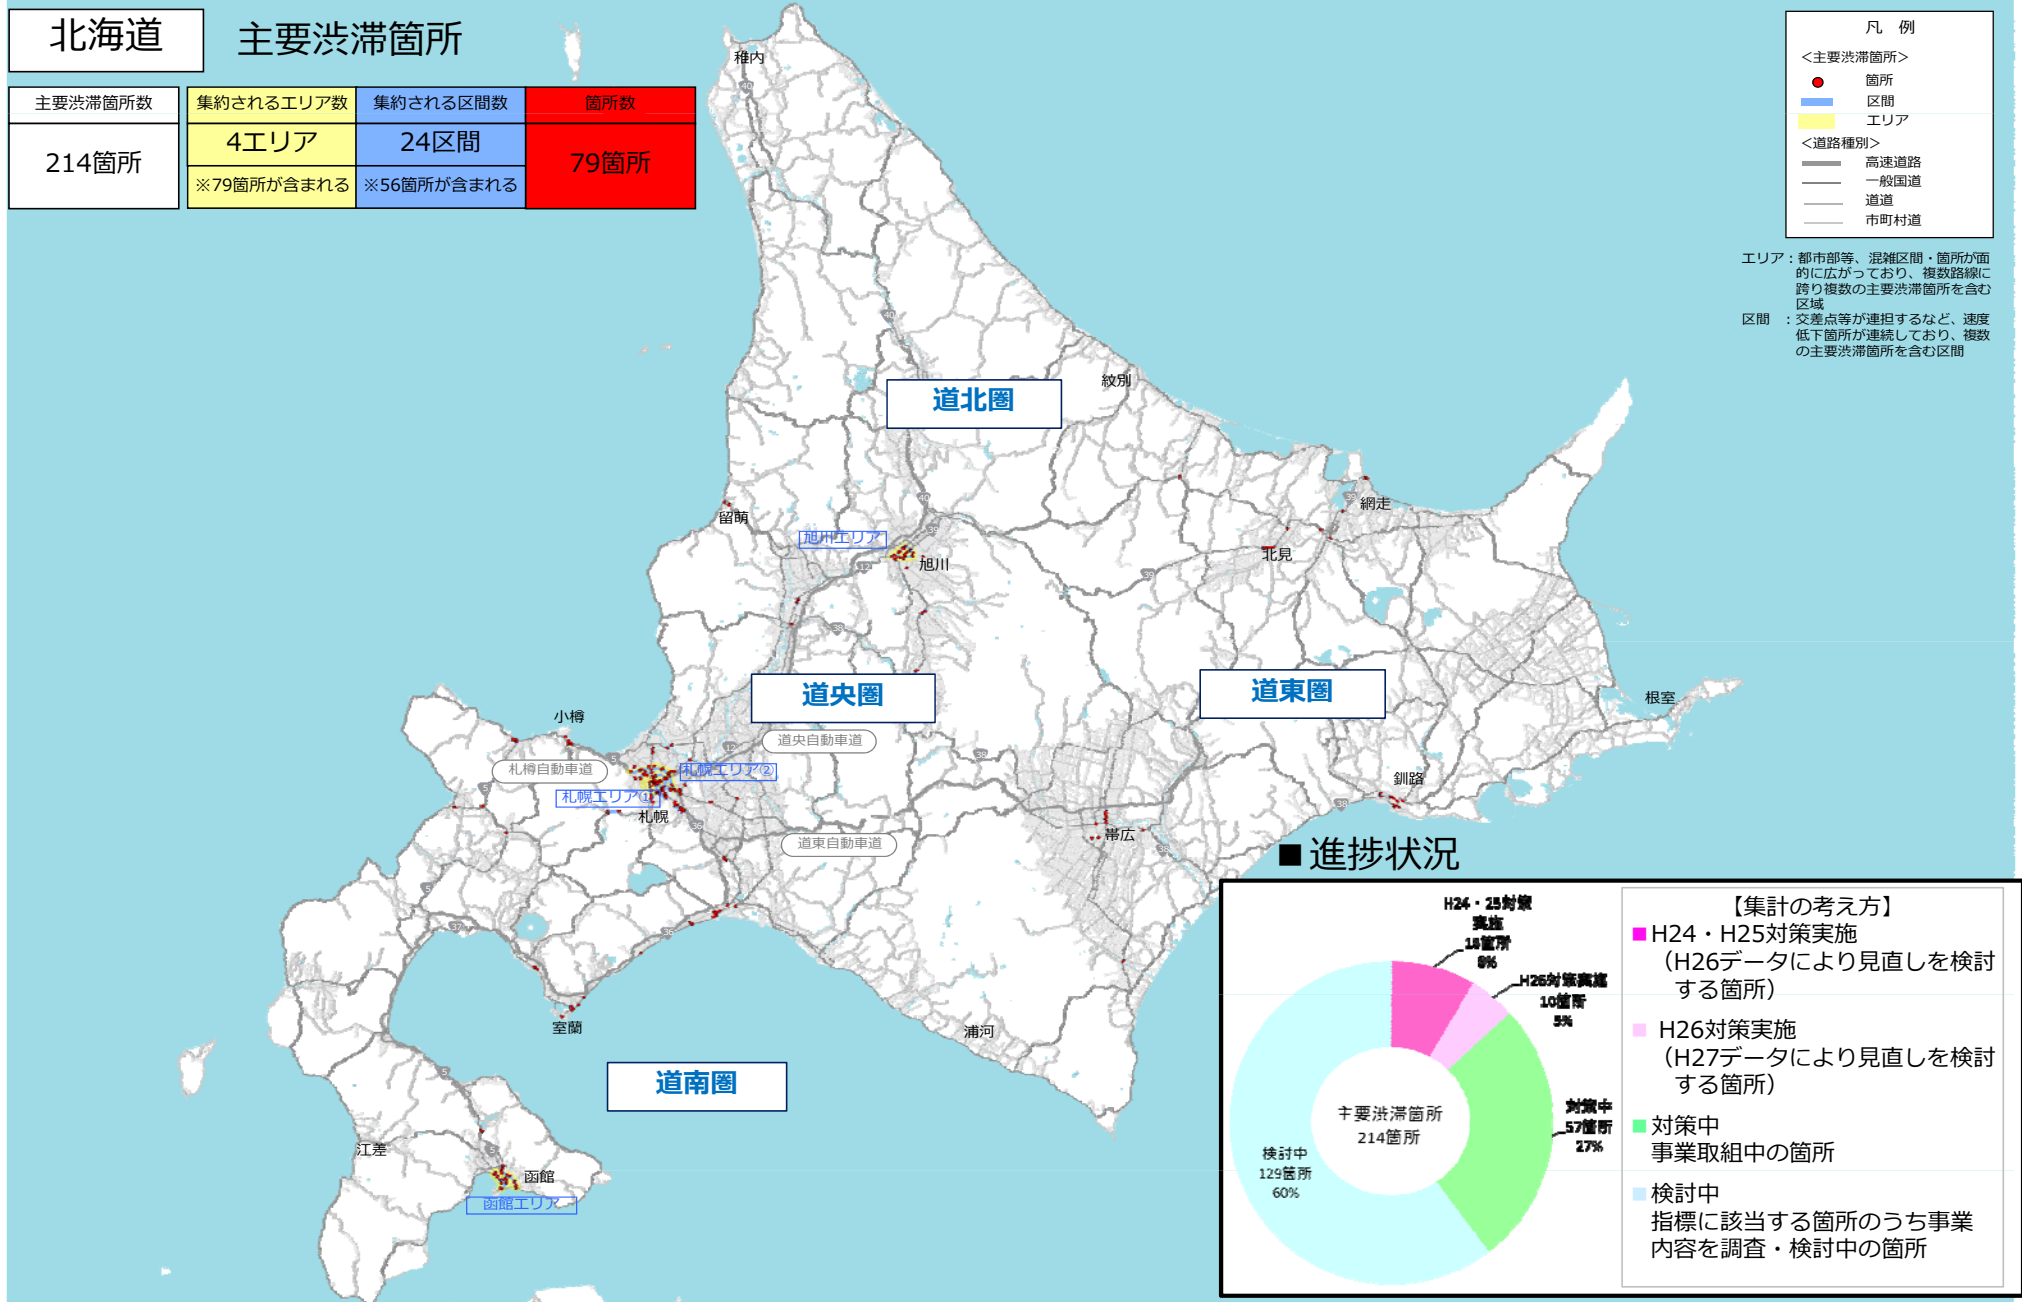 北海道
主要渋滞箇所
主要渋滞箇所数
集約されるエリア数
集約される区間数
箇所数
214箇所
4エリア
24区間
79箇所
※79箇所が含まれる
※56箇所が含まれる
凡 例
<主要渋滞箇所>
箇所
区間
エリア
<道路種別>
高速道路
一般国道
道道
市町村道
エリア：都市部等、混雑区間・箇所が面
的に広がっており、複数路線に
跨り複数の主要渋滞箇所を含む
区域
区間 ：交差点等が連担するなど、速度
低下箇所が連続しており、複数
の主要渋滞箇所を含む区間
稚内
40
40
道北圏
紋別
40
39
留萌
旭川エリア
旭川
12
39
網走
北見
39
38
道央圏
道東圏
根室
小樽
12
道央自動車道
38
5
札樽自動車道
札幌エリア②
5
札幌エリア①
札幌
36
釧路
38
帯広
道東自動車道
38
5
37
36
室蘭
浦河
道南圏
5
江差
5
函館
函館エリア
■進捗状況
H24・25対策
実施
18箇所
8%
H26対策実施
10箇所
5%
対策中
57箇所
27%
主要渋滞箇所
214箇所
検討中
129箇所
60%
【集計の考え方】
■H24・H25対策実施
（H26データにより見直しを検討
する箇所）
■ H26対策実施
（H27データにより見直しを検討
する箇所）
■対策中
事業取組中の箇所
■検討中
指標に該当する箇所のうち事業
内容を調査・検討中の箇所